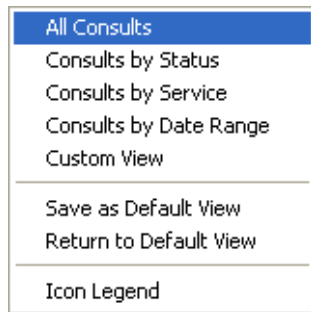 All Consults
Consults by Status
Consults by Service
Consults by Date Range
Custom View
Save as Default View
Return to Default View
Icon Legend